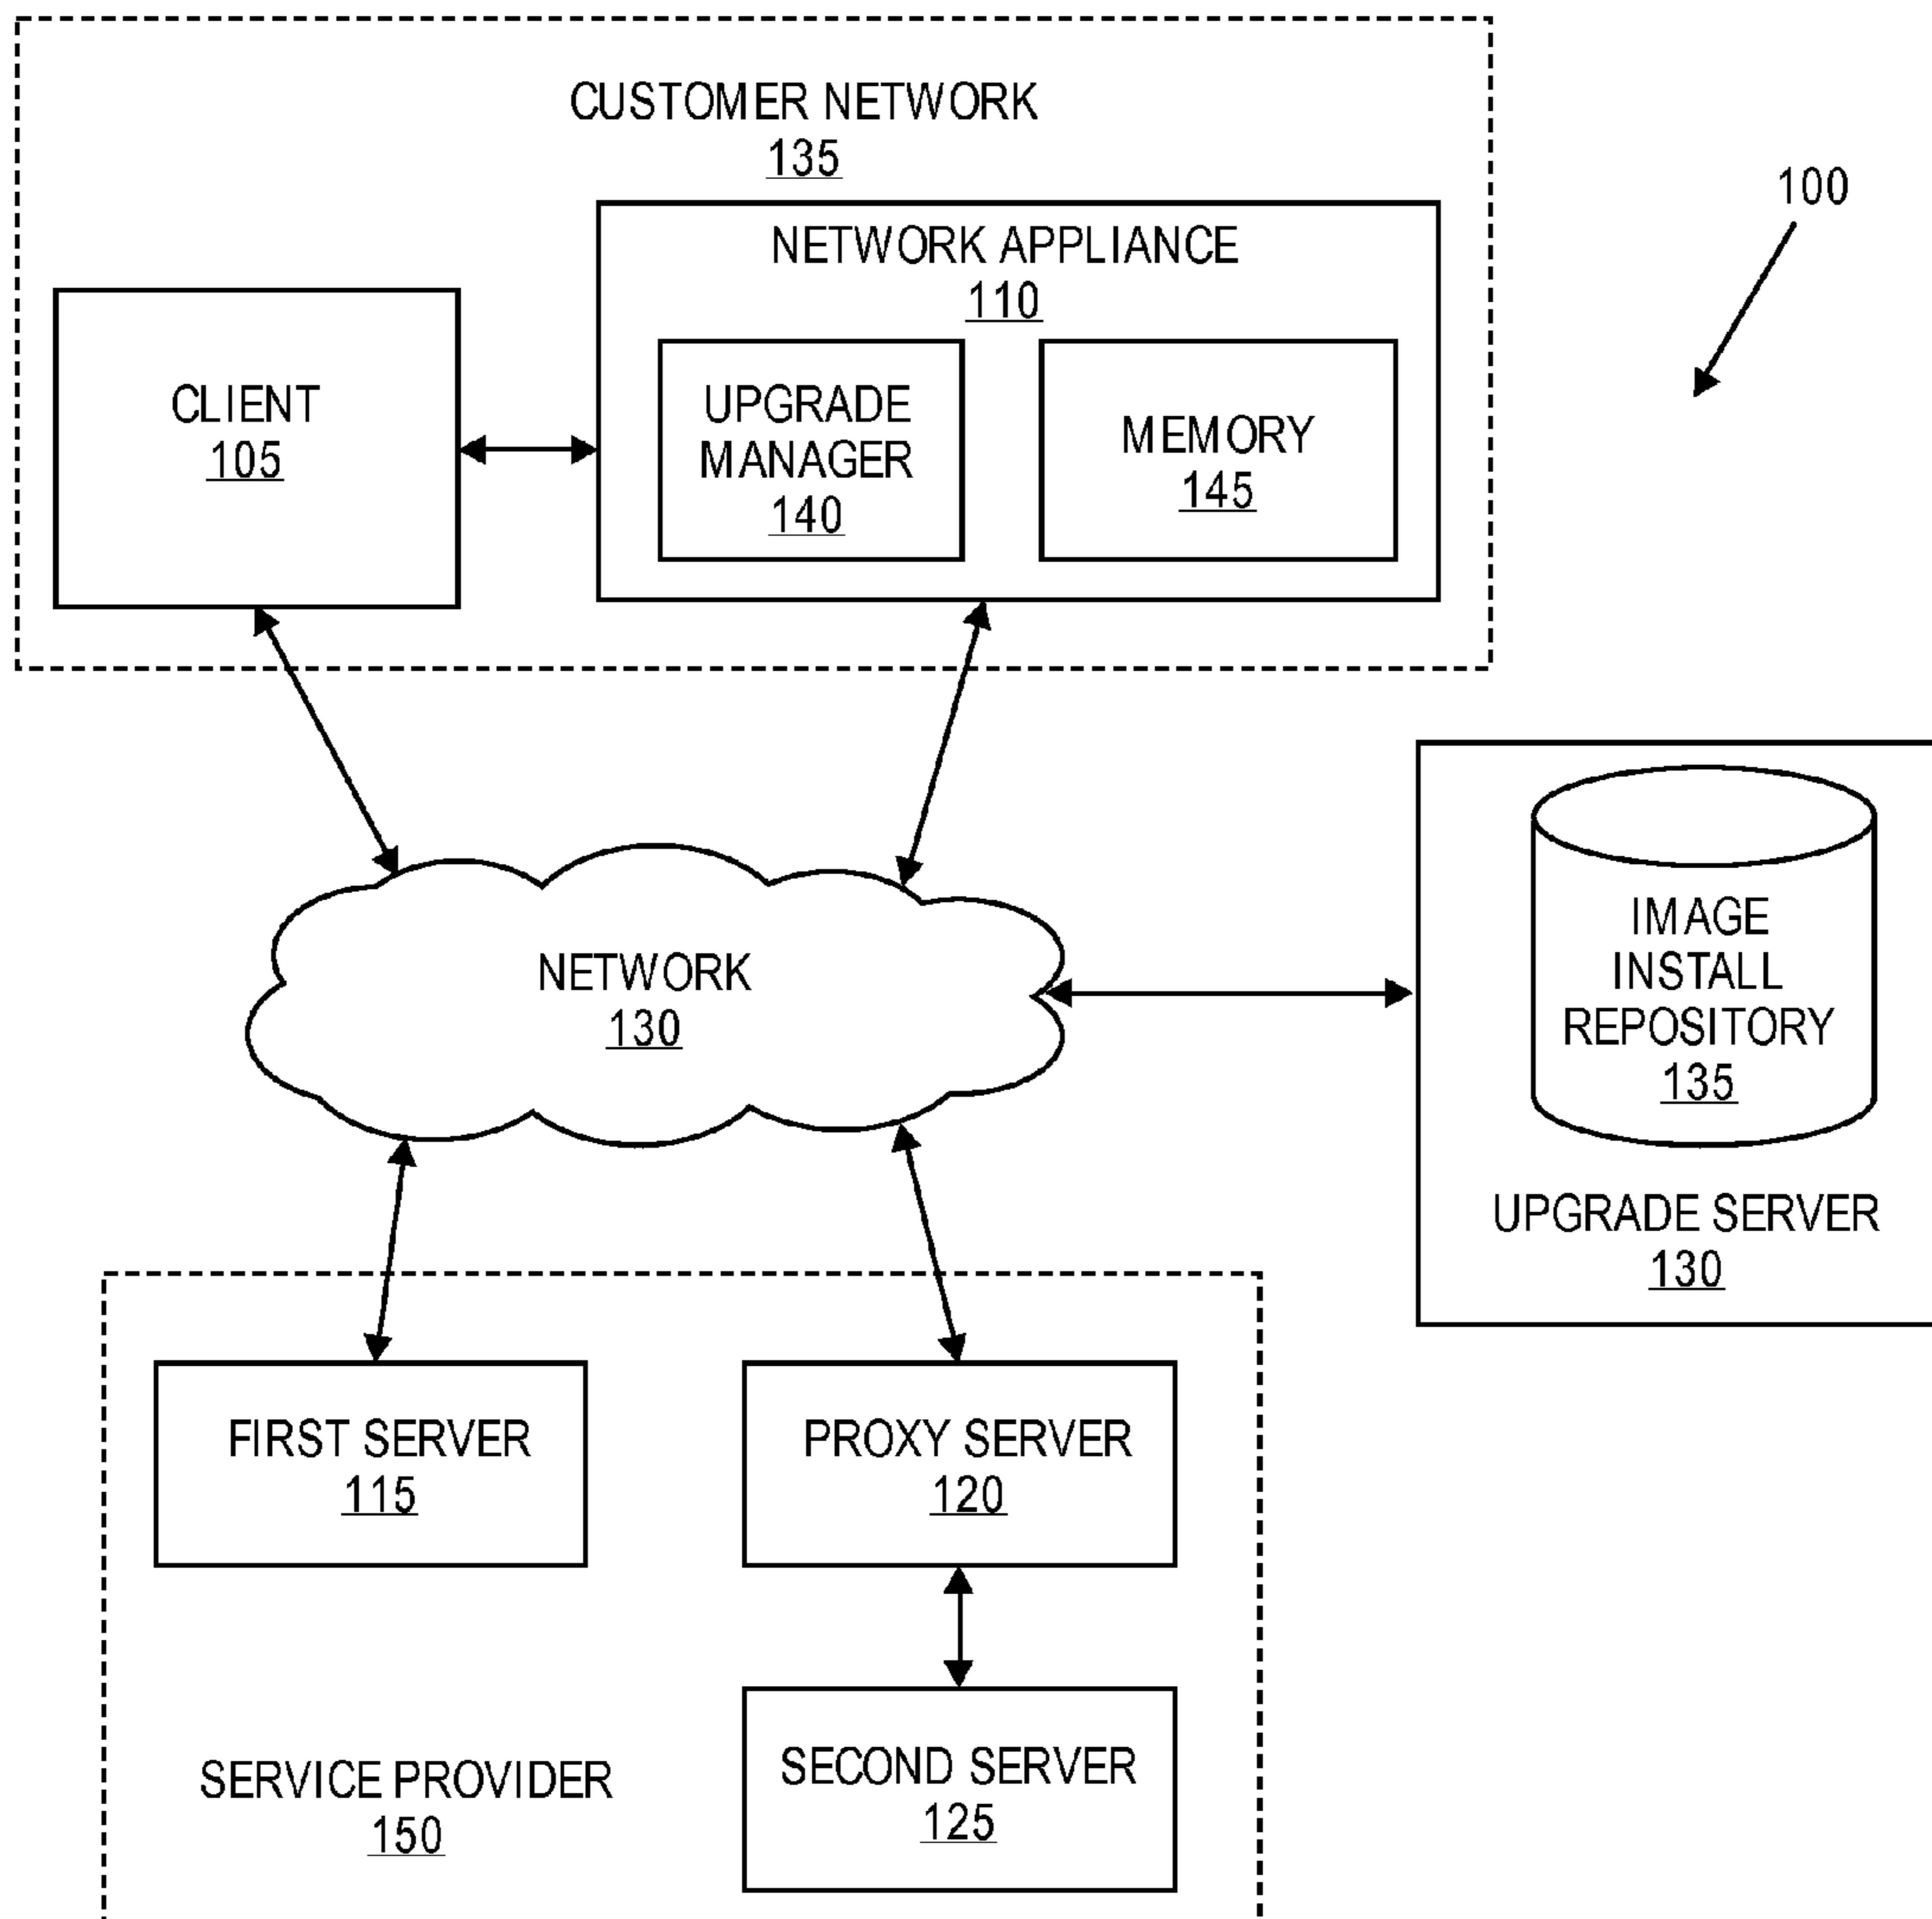 CUSTOMER NETWORK
135
100
NETWORK APPLIANCE
110
CLIENT
105
UPGRADE
MANAGER
140
MEMORY
145
NETWORK
130
IMAGE
INSTALL
REPOSITORY
135
UPGRADE SERVER
130
FIRST SERVER
115
PROXY SERVER
120
SECOND SERVER
125
SERVICE PROVIDER
150